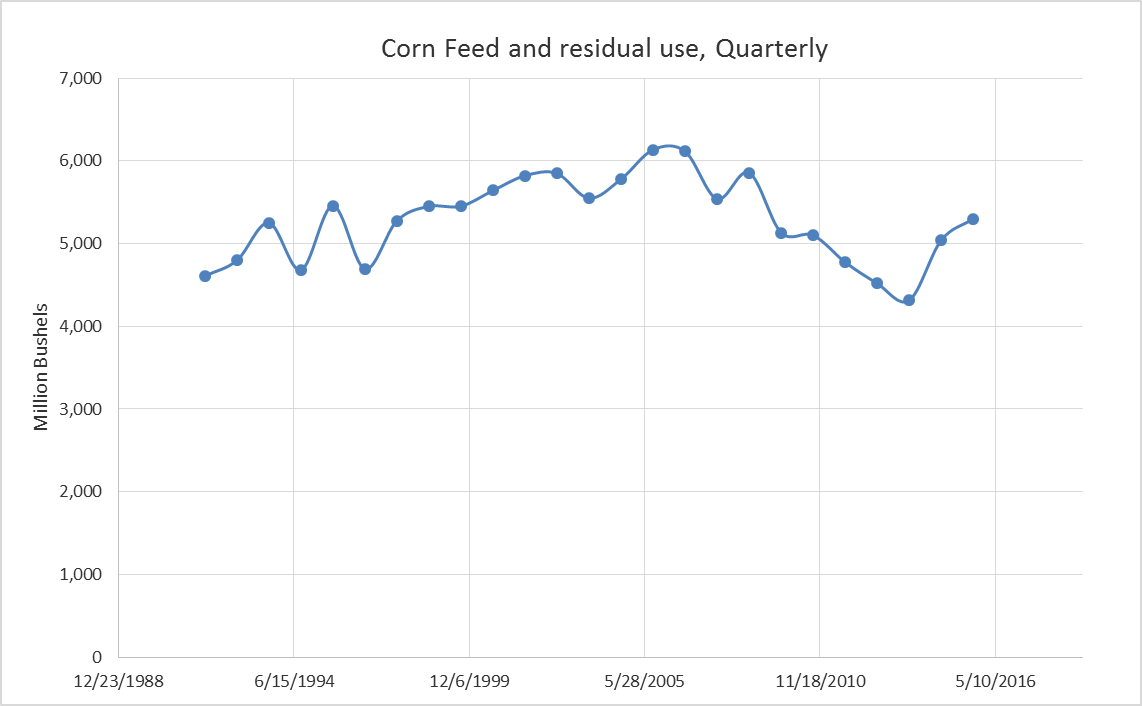 Corn Feed and residual use, Quarterly
7,000
6,000
5,000
4,000
3,000
2,000
1,000
0
Million Bushels
12/23/1988 6/15/1994 12/6/1999 5/28/2005 11/18/2010 5/10/2016